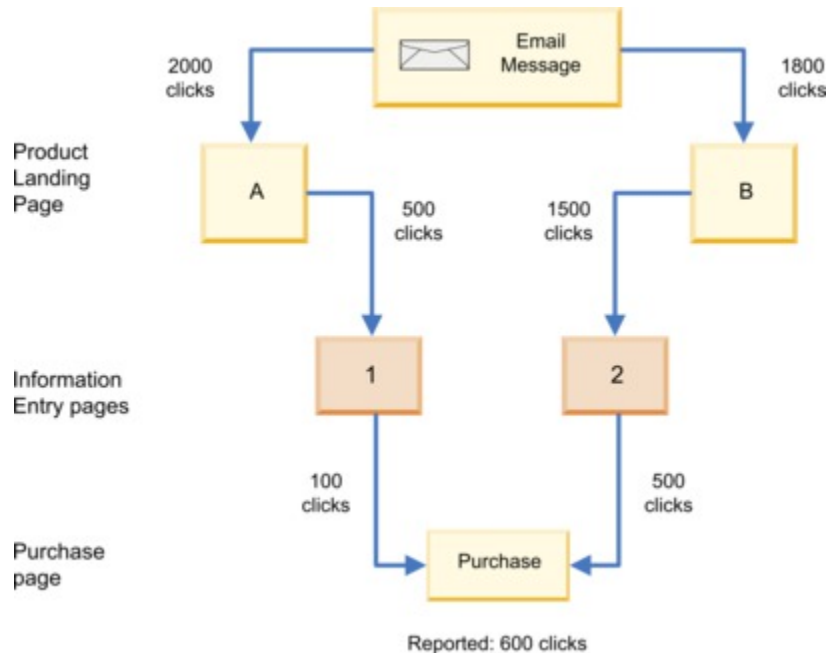 Email
Message
2000
clicks
1800
clicks
Product
Landing
Page
A
B
500
clicks
1500
clicks
Information
Entry pages
1
2
100
clicks
500
clicks
Purchase
page
Purchase
Reported: 600 clicks